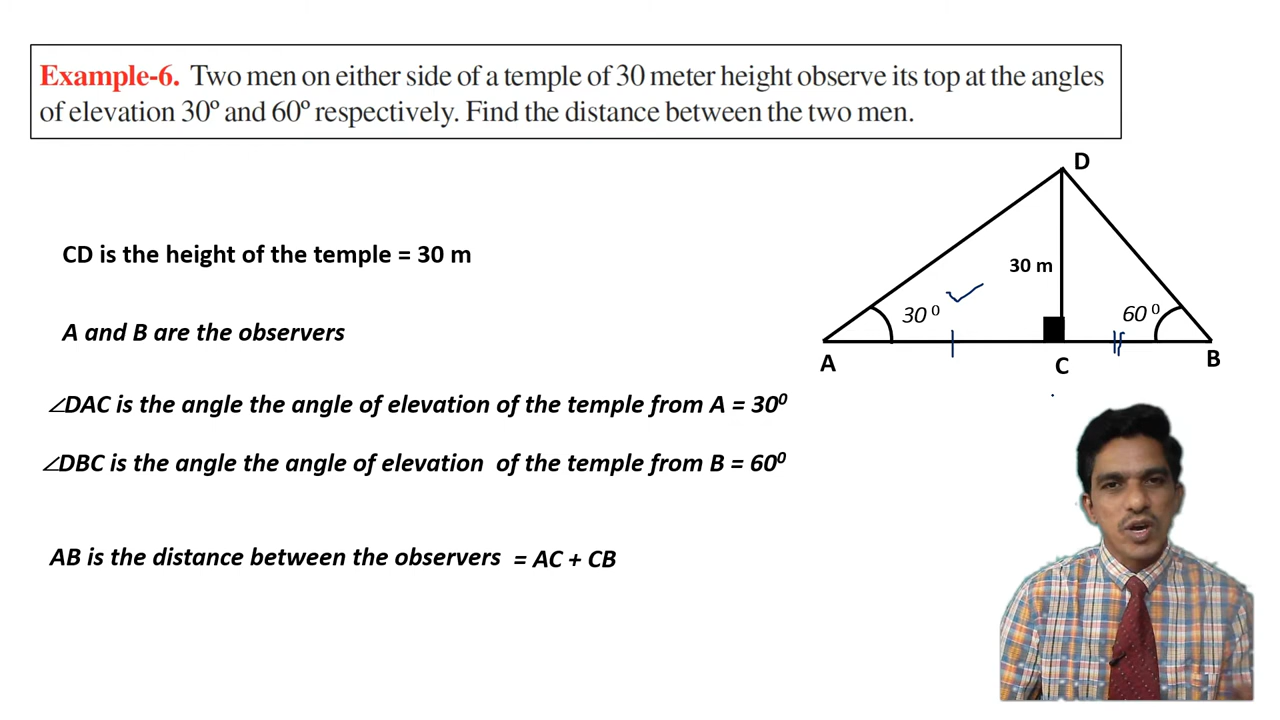 Example-6. Two men on either side of a temple of 30 meter height observe its top at the angles
of elevation 30º and 60º respectively. Find the distance between the two men.
D
CD is the height of the temple = 30 m
30 m
30⁰
60⁰
A and B are the observers
A
C
B
∠DAC is the angle the angle of elevation of the temple from A = 30⁰
∠DBC is the angle the angle of elevation of the temple from B = 60⁰
AB is the distance between the observers = AC + CB